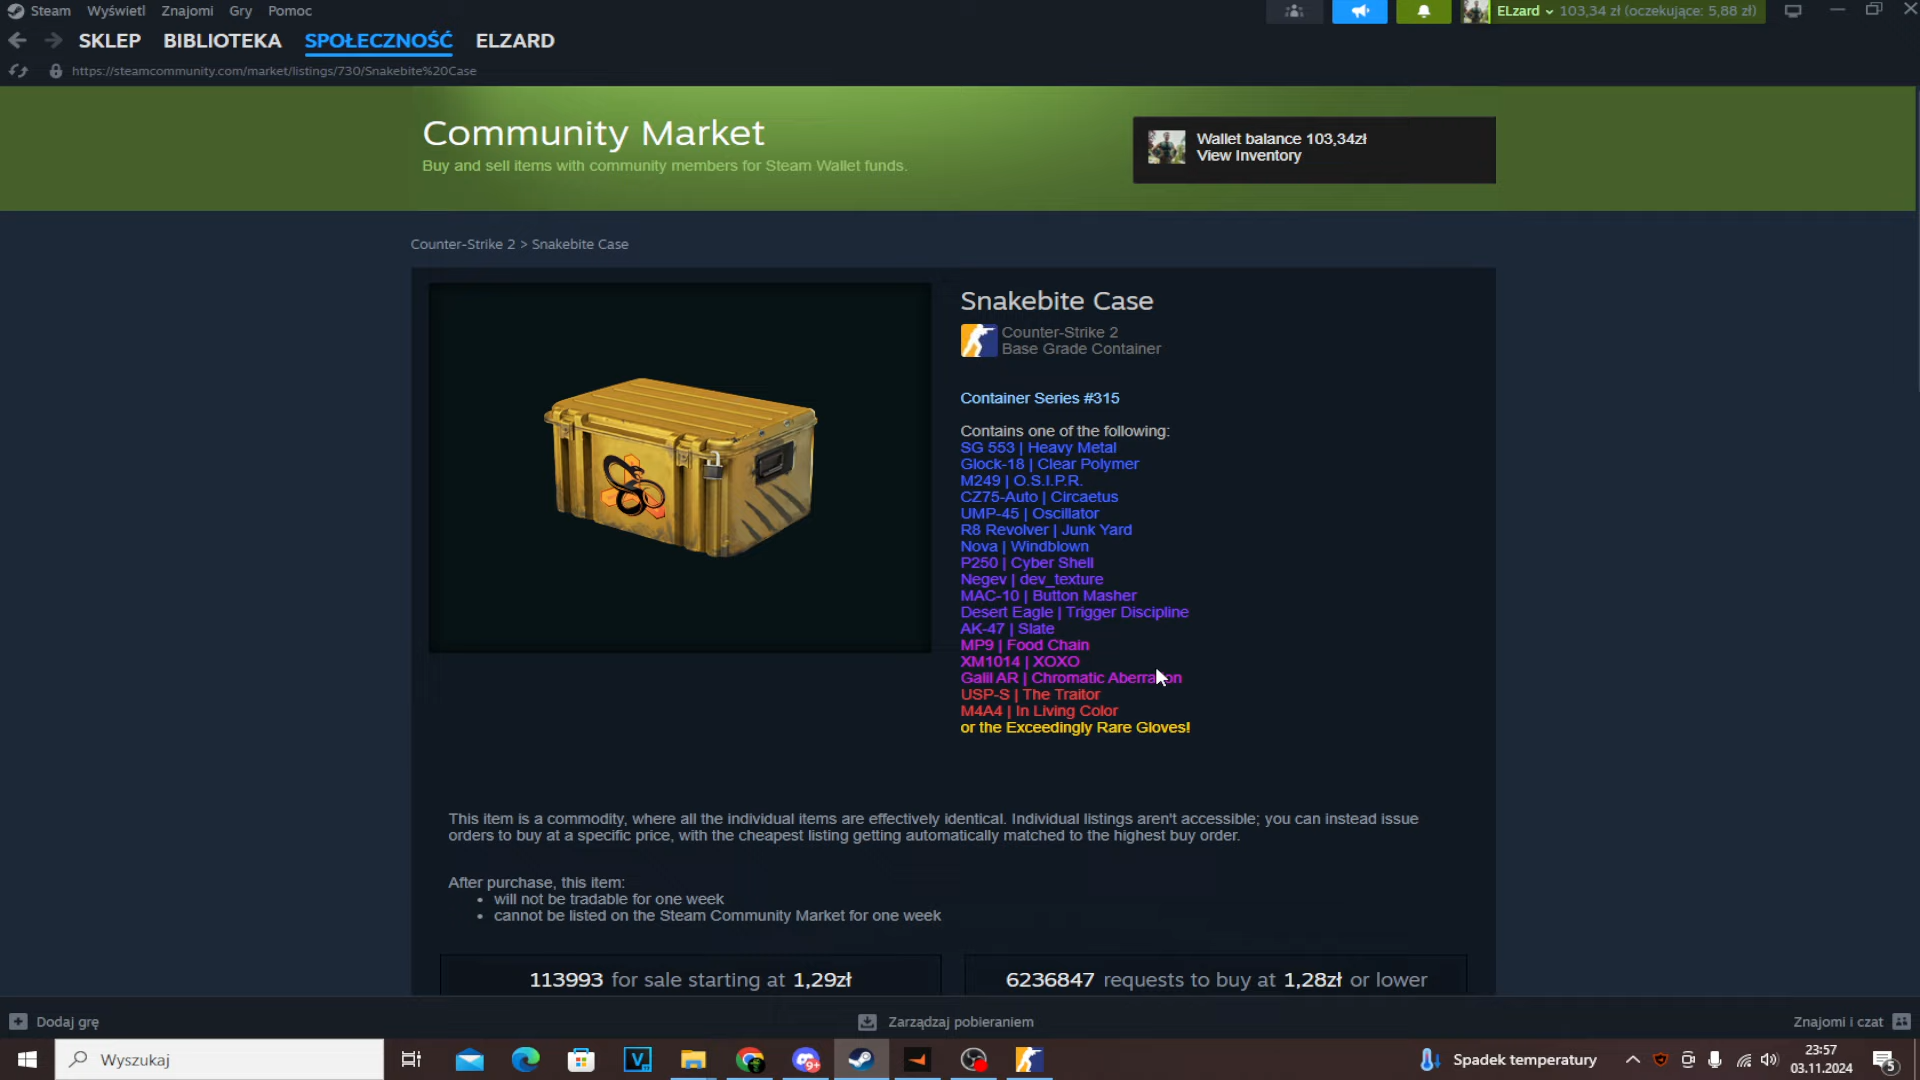 Steam Wyświetl Znajomi Gry Pomoc
ELzard 103,34 zł (oczekujące: 5,88 zł)
SKLEP BIBLIOTEKA SPOŁECZNOŚĆ ELZARD
https://steamcommunity.com/market/listings/730/Snakebite%20Case
Community Market
Buy and sell items with community members for Steam Wallet funds.
Wallet balance 103,34zł
View Inventory
Counter-Strike 2 > Snakebite Case
Snakebite Case
Counter-Strike 2
Base Grade Container
Container Series #315
Contains one of the following:
SG 553 | Heavy Metal
Glock-18 | Clear Polymer
M249 | O.S.I.P.R.
CZ75-Auto | Circaetus
UMP-45 | Oscillator
R8 Revolver | Junk Yard
Nova | Windblown
P250 | Cyber Shell
Negev | dev_texture
MAC-10 | Button Masher
Desert Eagle | Trigger Discipline
AK-47 | Slate
MP9 | Food Chain
XM1014 | XOXO
Galil AR | Chromatic Aberration
USP-S | The Traitor
M4A4 | In Living Color
or the Exceedingly Rare Gloves!
This item is a commodity, where all the individual items are effectively identical. Individual listings aren't accessible; you can instead issue
orders to buy at a specific price, with the cheapest listing getting automatically matched to the highest buy order.
After purchase, this item:
• will not be tradable for one week
• cannot be listed on the Steam Community Market for one week
113993 for sale starting at 1,29zł
6236847 requests to buy at 1,28zł or lower
Dodaj grę
Zarządzaj pobieraniem
Znajomi i czat
Wyszukaj
V
9+
Spadek temperatury
23:57
03.11.2024
5